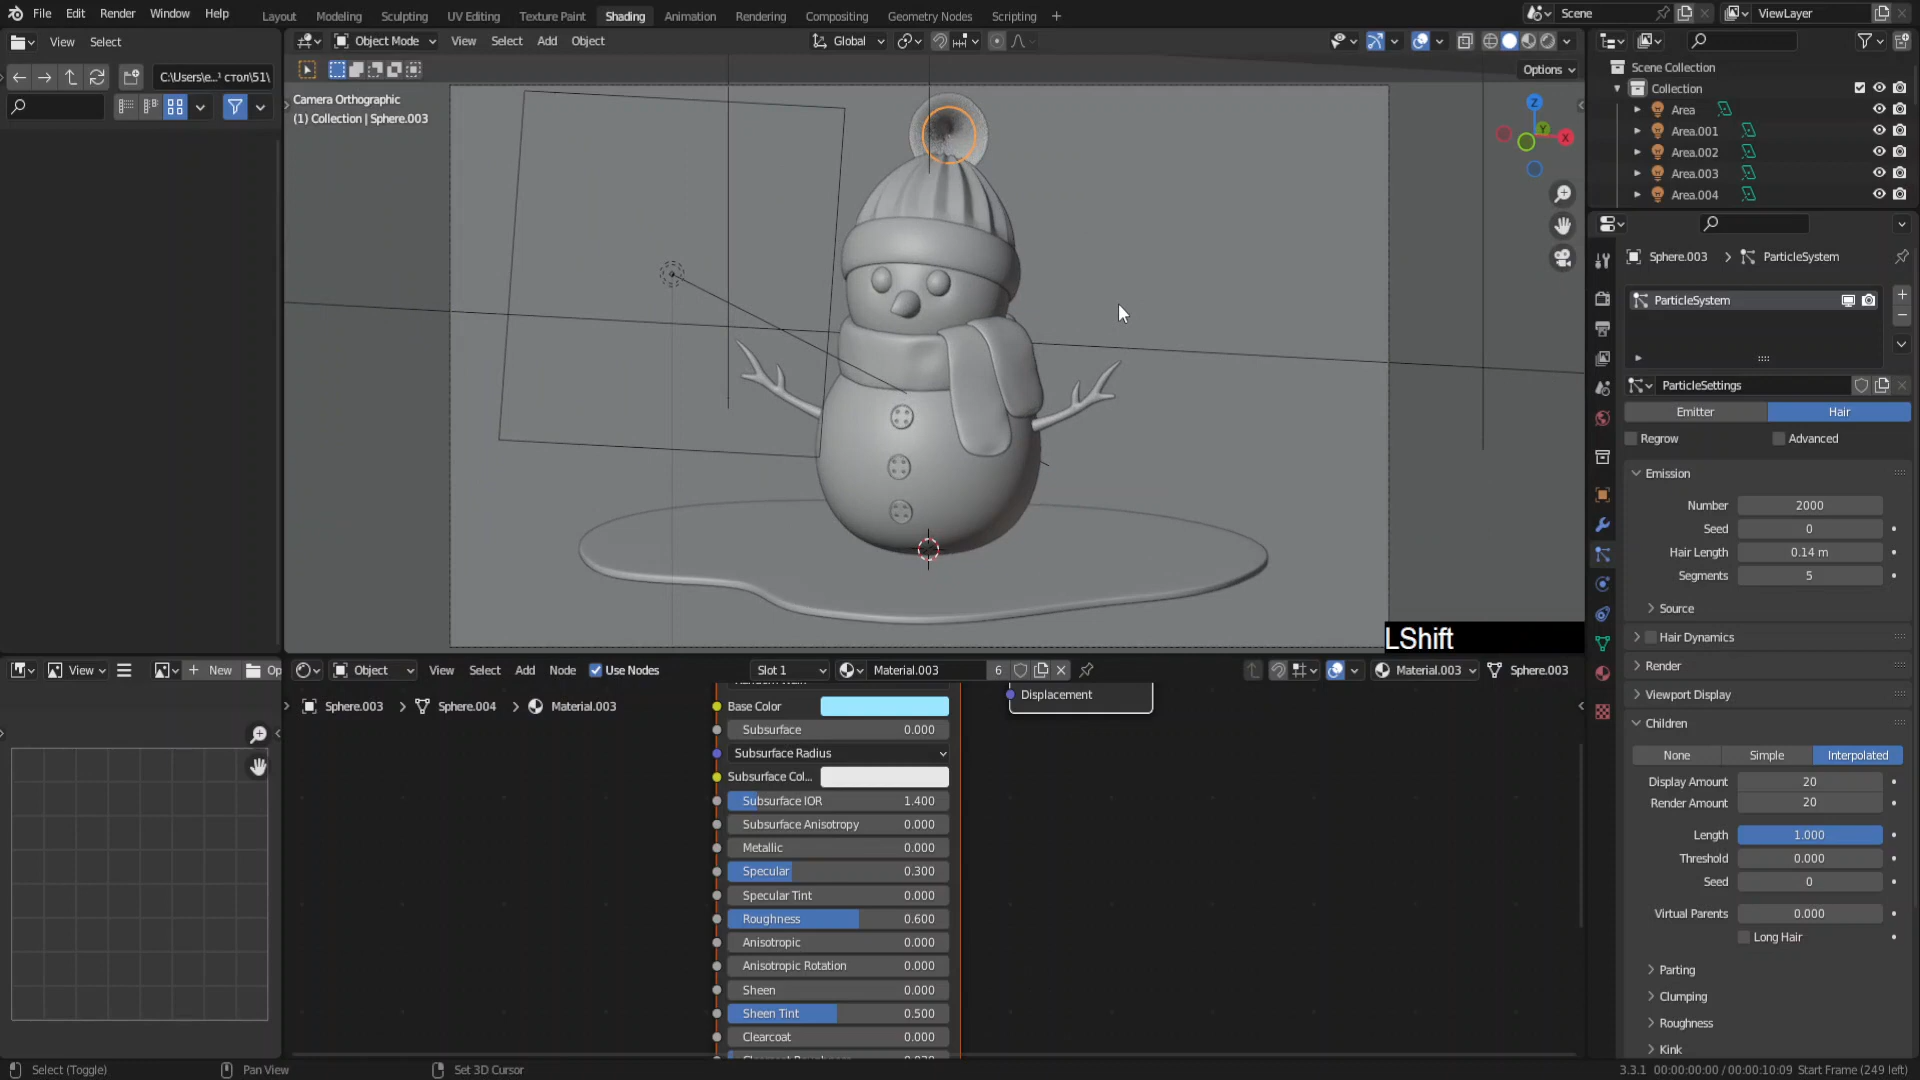 File Edit Render Window Help Layout Modeling Sculpting UV Editing Texture Paint Shading Animation Rendering Compositing Geometry Nodes Scripting + Scene ViewLayer
View Select
Object Mode View Select Add Object Global
C:\Users\e...¹ стол\51\
Options
Camera Orthographic
(1) Collection | Sphere.003
Z
Y
X
Scene Collection
Collection
Area
Area.001
Area.002
Area.003
Area.004
Sphere.003 > ParticleSystem
ParticleSystem
ParticleSettings
Emitter Hair
Regrow Advanced
Emission
Number 2000
Seed 0
Hair Length 0.14 m
Segments 5
Source
Hair Dynamics
Render
Viewport Display
Children
None Simple Interpolated
Display Amount 20
Render Amount 20
Length 1.000
Threshold 0.000
Seed 0
Virtual Parents 0.000
Long Hair
Parting
Clumping
Roughness
Kink
LShift
View + New Op
Object View Select Add Node Use Nodes Slot 1 Material.003 6 Material.003 Sphere.003
Sphere.003 > Sphere.004 > Material.003
Displacement
Base Color
Subsurface 0.000
Subsurface Radius
Subsurface Col...
Subsurface IOR 1.400
Subsurface Anisotropy 0.000
Metallic 0.000
Specular 0.300
Specular Tint 0.000
Roughness 0.600
Anisotropic 0.000
Anisotropic Rotation 0.000
Sheen 0.000
Sheen Tint 0.500
Clearcoat 0.000
Select (Toggle) Pan View Set 3D Cursor 3.3.1 00:00:00:00 / 00:00:10:09 Start Frame (249 left)